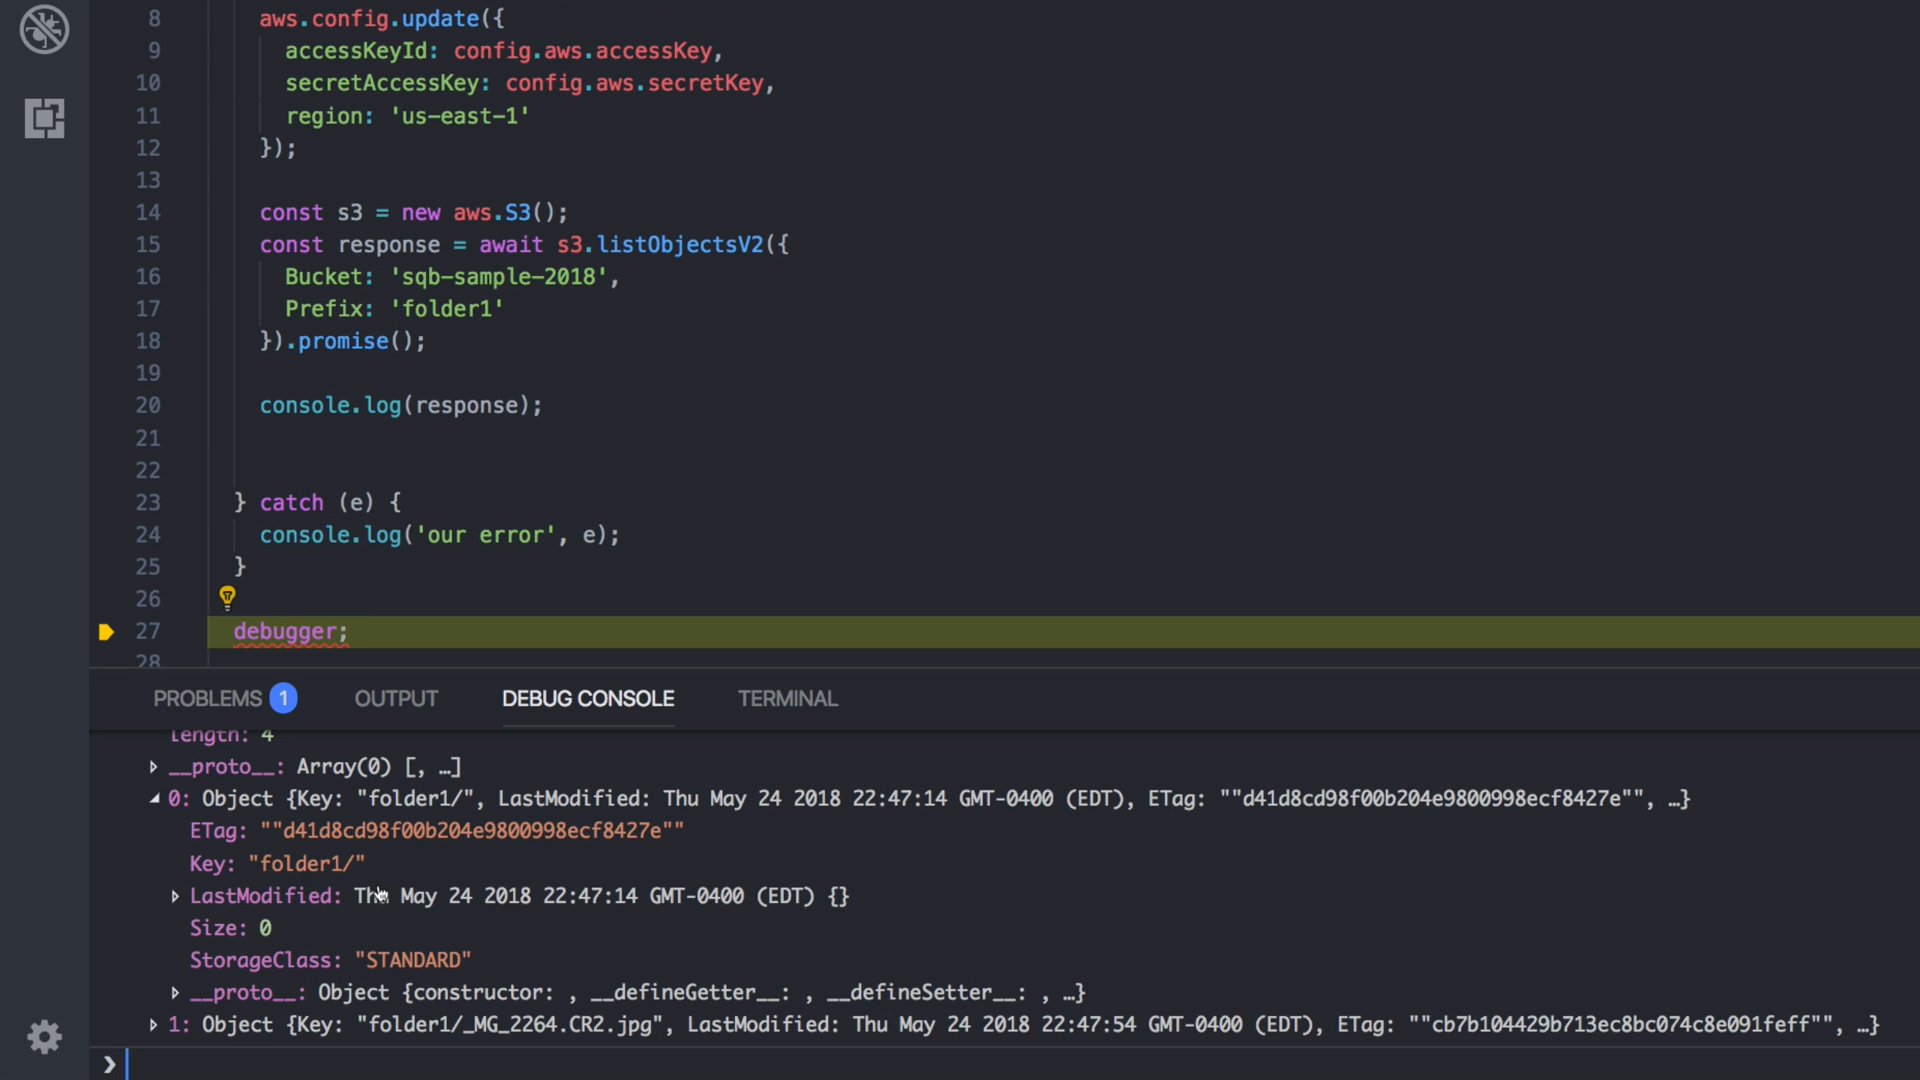 8 aws.config.update({
9 accessKeyId: config.aws.accessKey,
10 secretAccessKey: config.aws.secretKey,
11 region: 'us-east-1'
12 });
13
14 const s3 = new aws.S3();
15 const response = await s3.listObjectsV2({
16 Bucket: 'sqb-sample-2018',
17 Prefix: 'folder1'
18 }).promise();
19
20 console.log(response);
21
22
23 } catch (e) {
24 console.log('our error', e);
25 }
26
27 debugger;
28
PROBLEMS 1 OUTPUT DEBUG CONSOLE TERMINAL
length: 4
__proto__: Array(0) [, …]
0: Object {Key: "folder1/", LastModified: Thu May 24 2018 22:47:14 GMT-0400 (EDT), ETag: ""d41d8cd98f00b204e9800998ecf8427e"", …}
ETag: ""d41d8cd98f00b204e9800998ecf8427e""
Key: "folder1/"
LastModified: Thu May 24 2018 22:47:14 GMT-0400 (EDT) {}
Size: 0
StorageClass: "STANDARD"
__proto__: Object {constructor: , __defineGetter__: , __defineSetter__: , …}
1: Object {Key: "folder1/_MG_2264.CR2.jpg", LastModified: Thu May 24 2018 22:47:54 GMT-0400 (EDT), ETag: ""cb7b104429b713ec8bc074c8e091feff"", …}